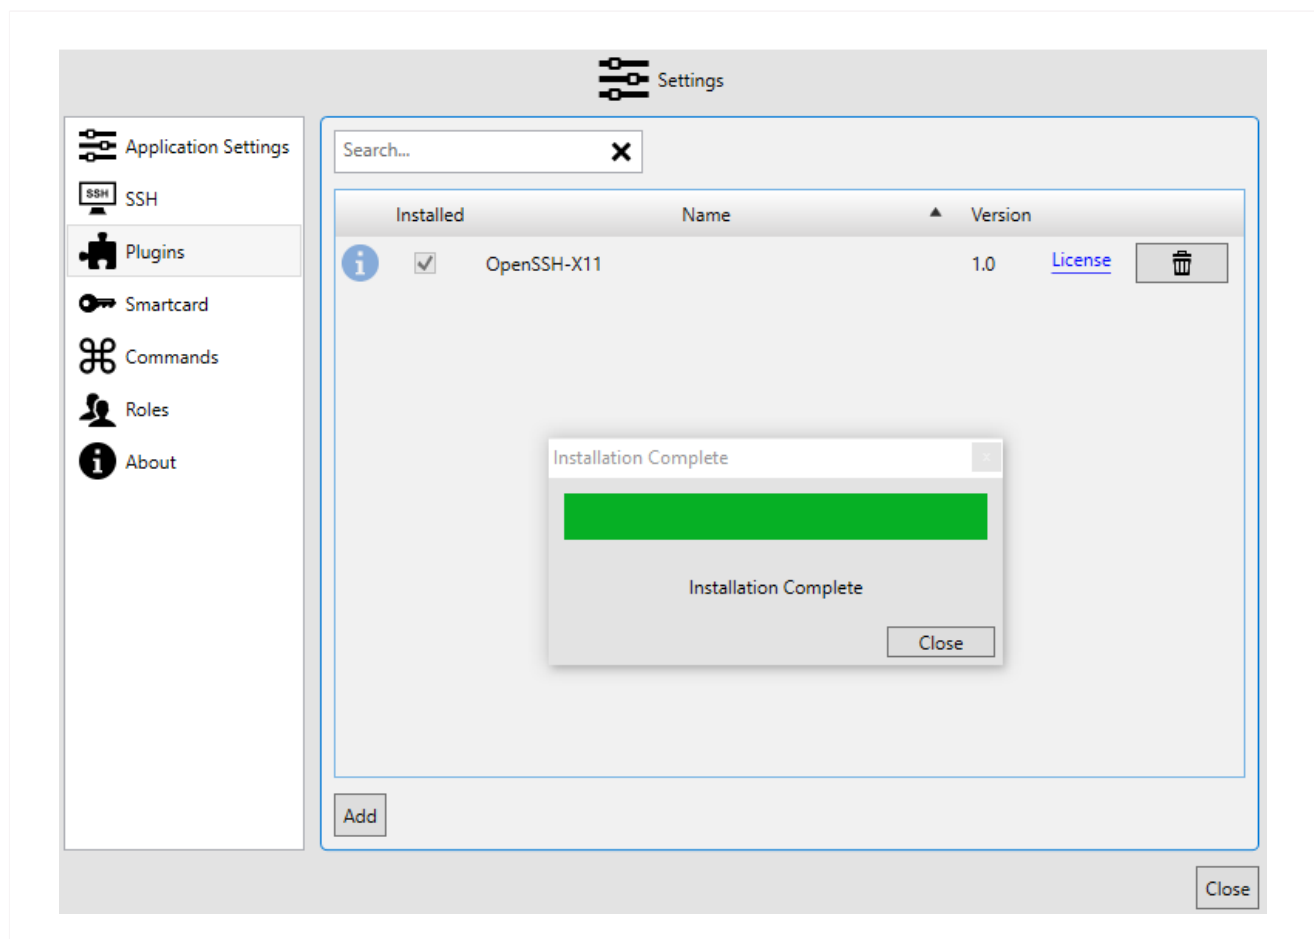 Settings
Application Settings
SSH
SSH
Plugins
Smartcard
Commands
Roles
About
Search...
Installed Name Version
OpenSSH-X11 1.0 License
Installation Complete x
Installation Complete
Close
Add
Close